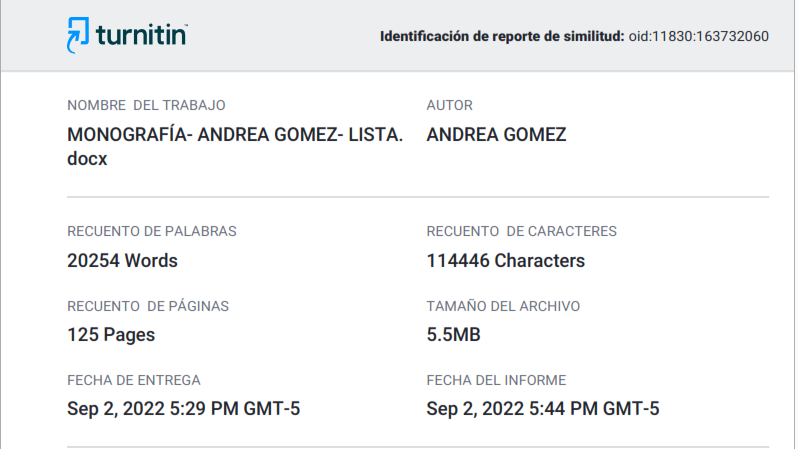 turnitin™
Identificación de reporte de similitud: oid:11830:163732060
NOMBRE DEL TRABAJO
MONOGRAFÍA- ANDREA GOMEZ- LISTA.
docx
AUTOR
ANDREA GOMEZ
RECUENTO DE PALABRAS
20254 Words
RECUENTO DE CARACTERES
114446 Characters
RECUENTO DE PÁGINAS
125 Pages
TAMAÑO DEL ARCHIVO
5.5MB
FECHA DE ENTREGA
Sep 2, 2022 5:29 PM GMT-5
FECHA DEL INFORME
Sep 2, 2022 5:44 PM GMT-5